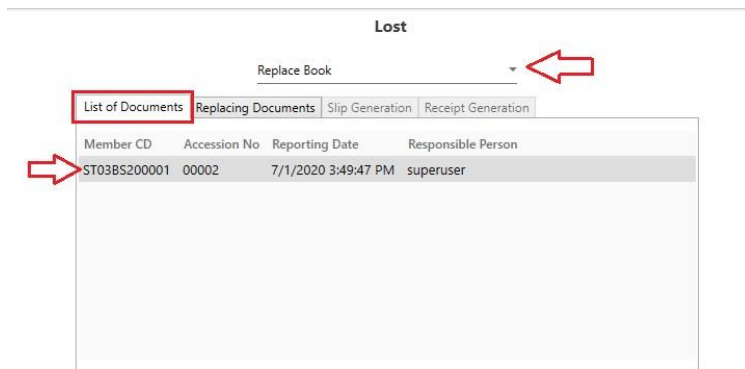 Lost
Replace Book
List of Documents Replacing Documents Slip Generation Receipt Generation
Member CD Accession No Reporting Date Responsible Person
ST03BS200001 00002 7/1/2020 3:49:47 PM superuser